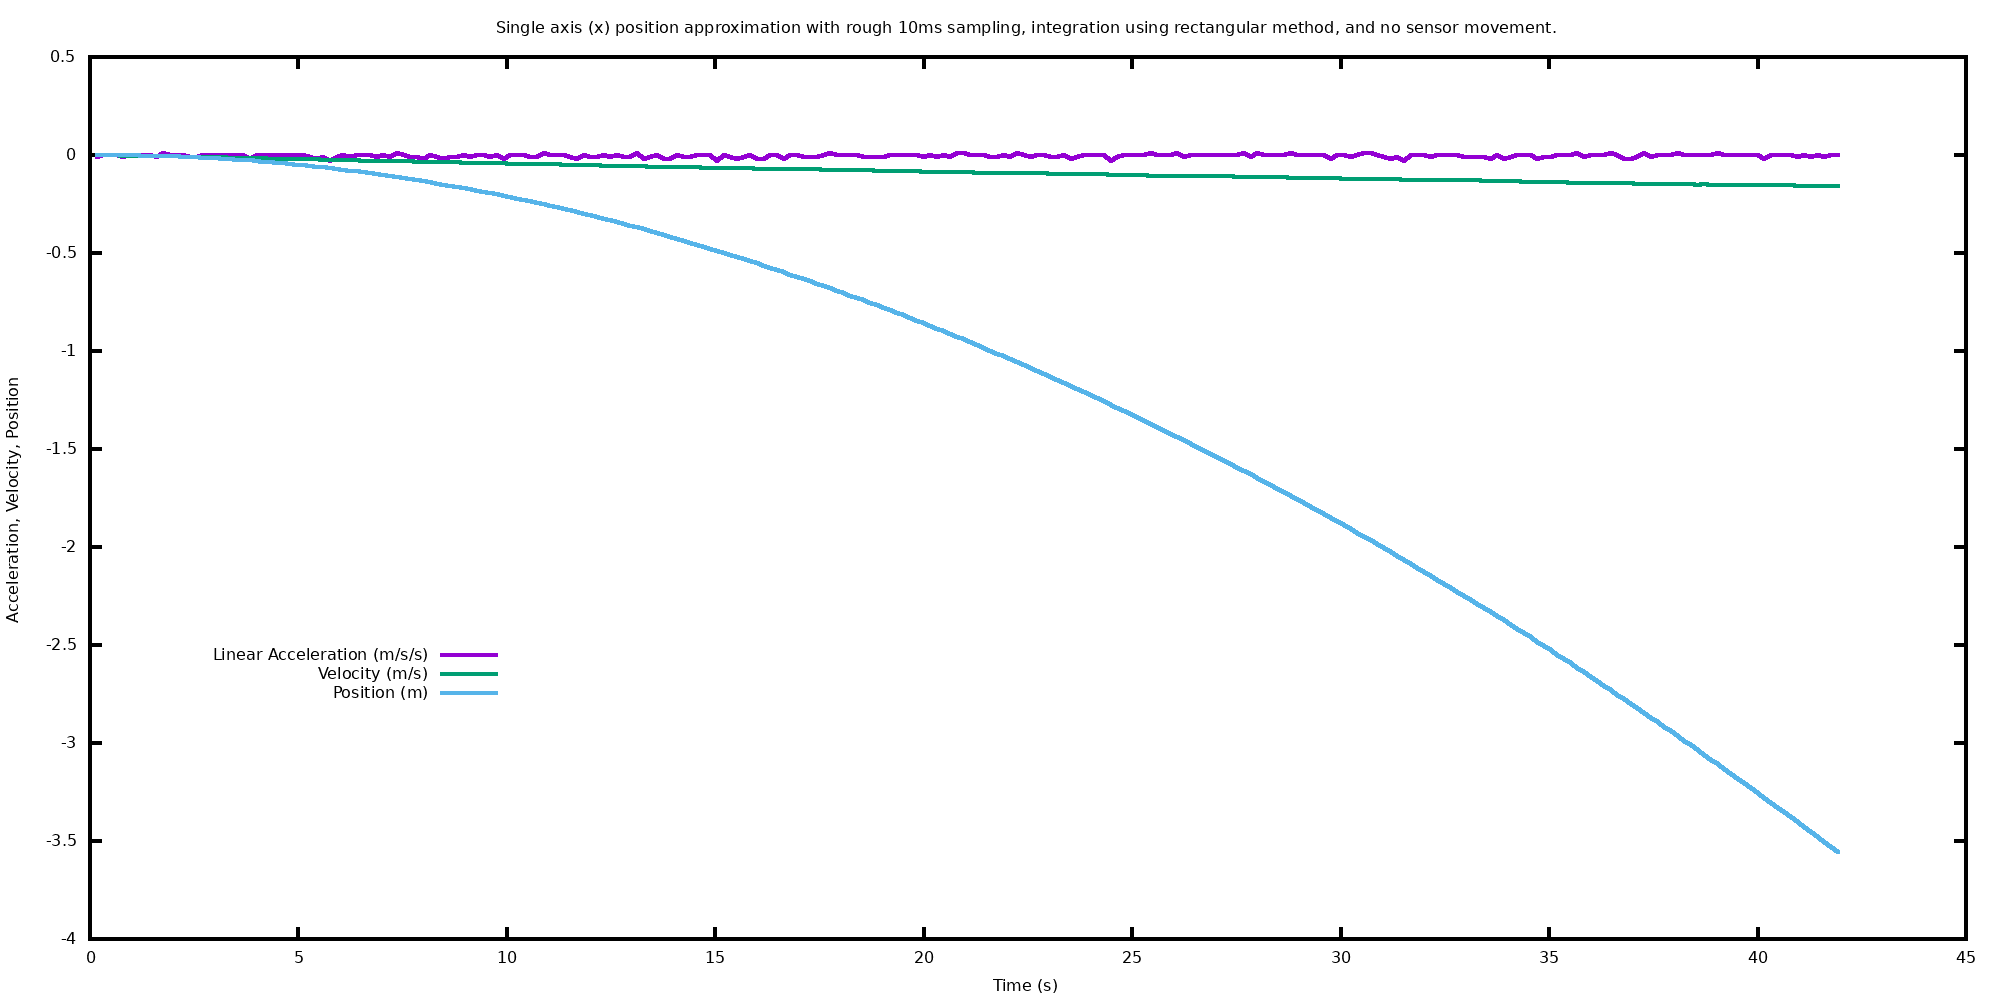 Single axis (x) position approximation with rough 10ms sampling, integration using rectangular method, and no sensor movement.
0.5
0
-0.5
-1
-1.5
-2
-2.5
-3
-3.5
-4
Acceleration, Velocity, Position
Linear Acceleration (m/s/s)
Velocity (m/s)
Position (m)
0 5 10 15 20 25 30 35 40 45
Time (s)